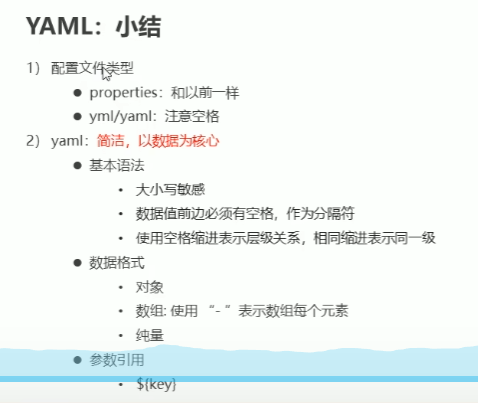 YAML：小结
1） 配置文件类型
● properties：和以前一样
● yml/yaml：注意空格
2） yaml：简洁，以数据为核心
● 基本语法
• 大小写敏感
• 数据值前边必须有空格，作为分隔符
• 使用空格缩进表示层级关系，相同缩进表示同一级
● 数据格式
• 对象
• 数组: 使用 “- ”表示数组每个元素
• 纯量
● 参数引用
• ${key}